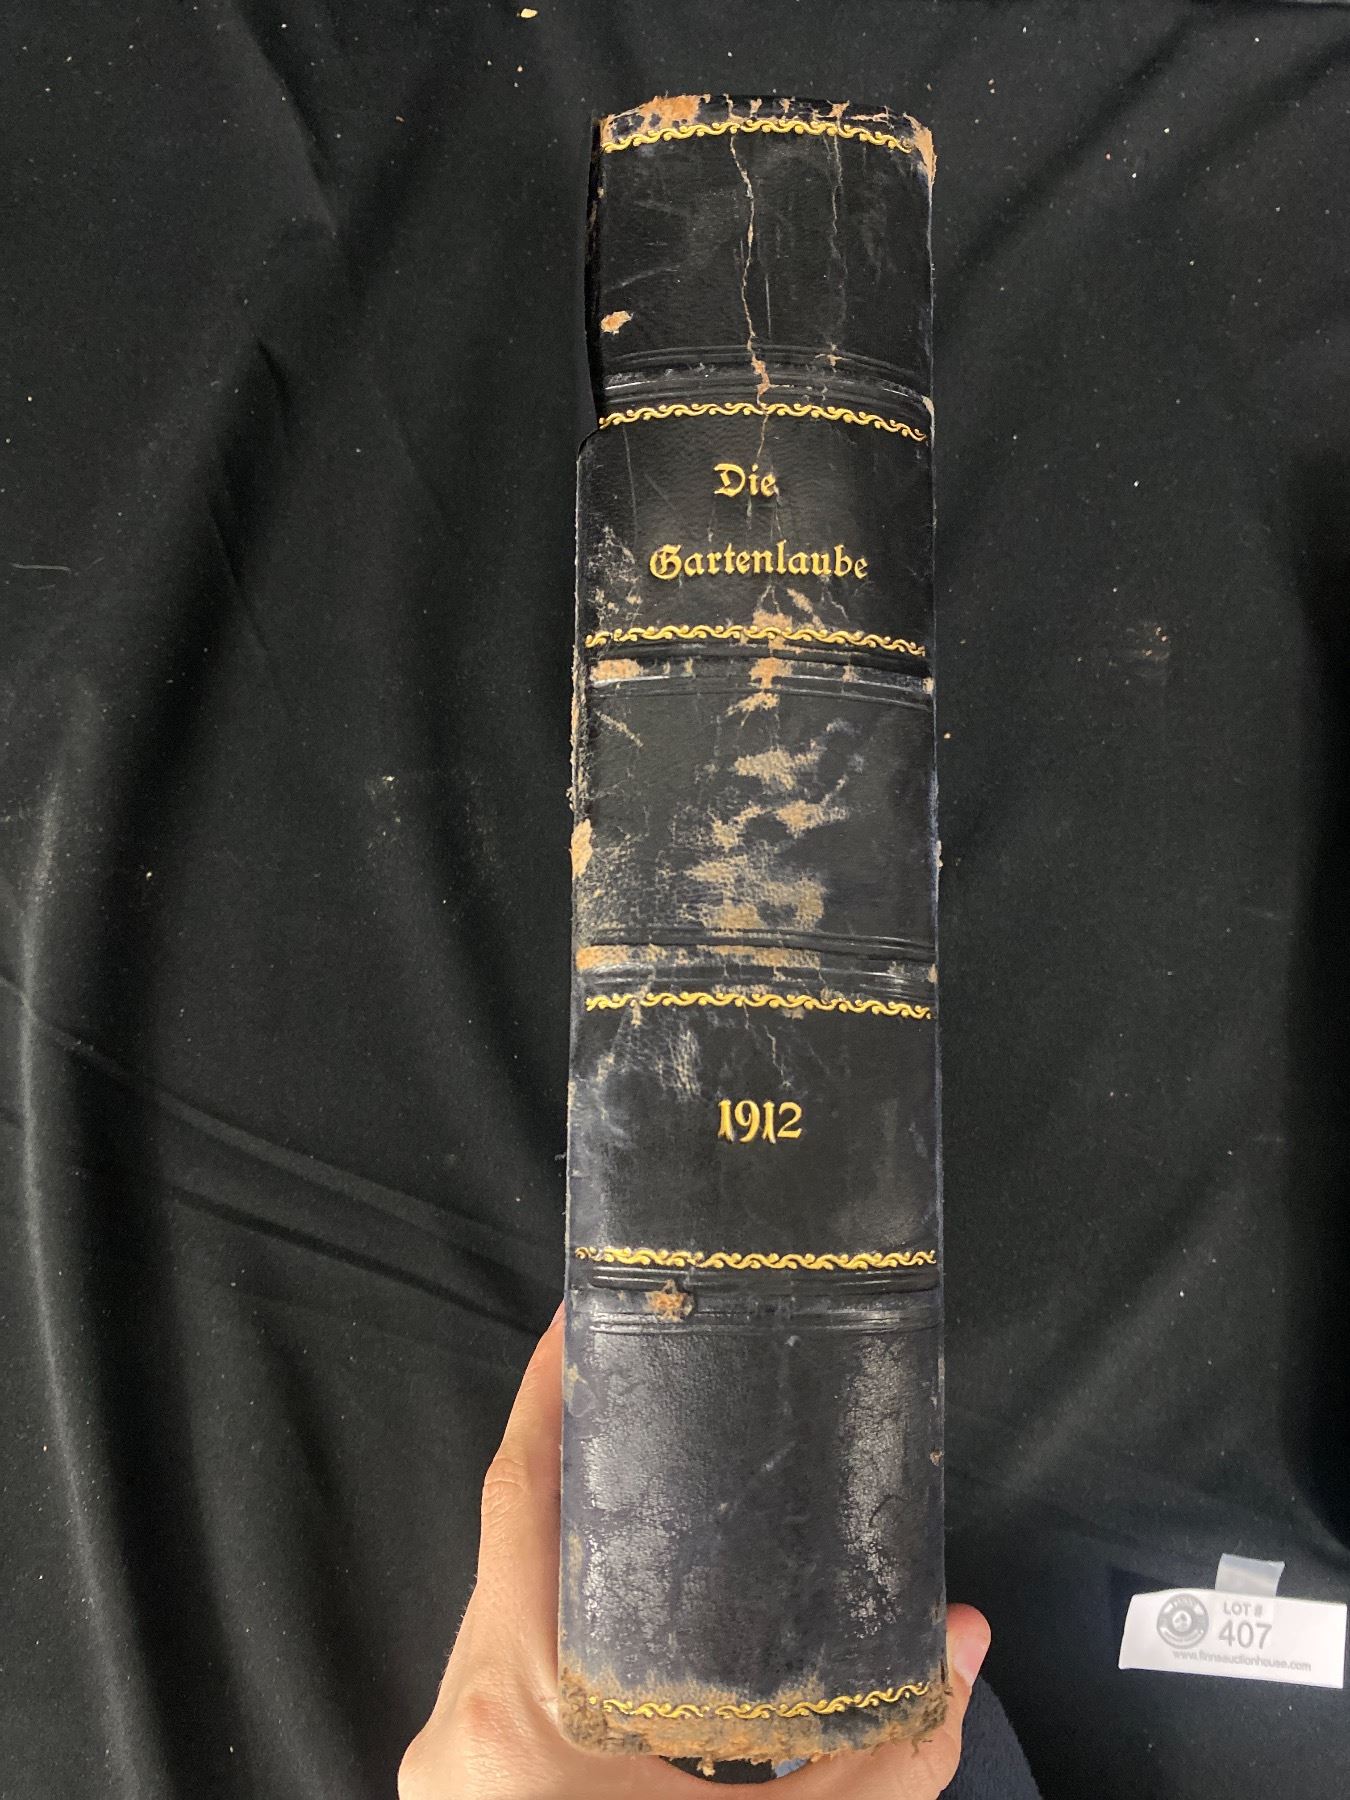 Die
Gartenlaube
1912
LOT #
407
www.finnsauctionhouse.com